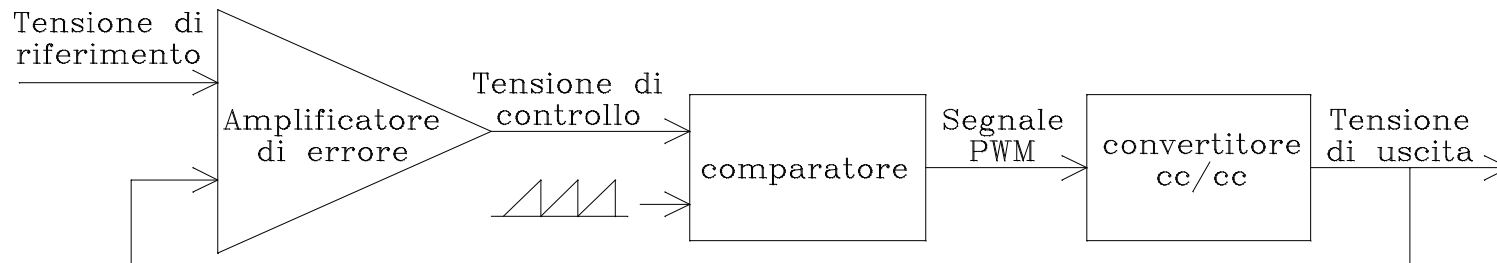 Tensione di
riferimento
Amplificatore
di errore
Tensione di
controllo
comparatore
Segnale
PWM
convertitore
cc/cc
Tensione
di uscita